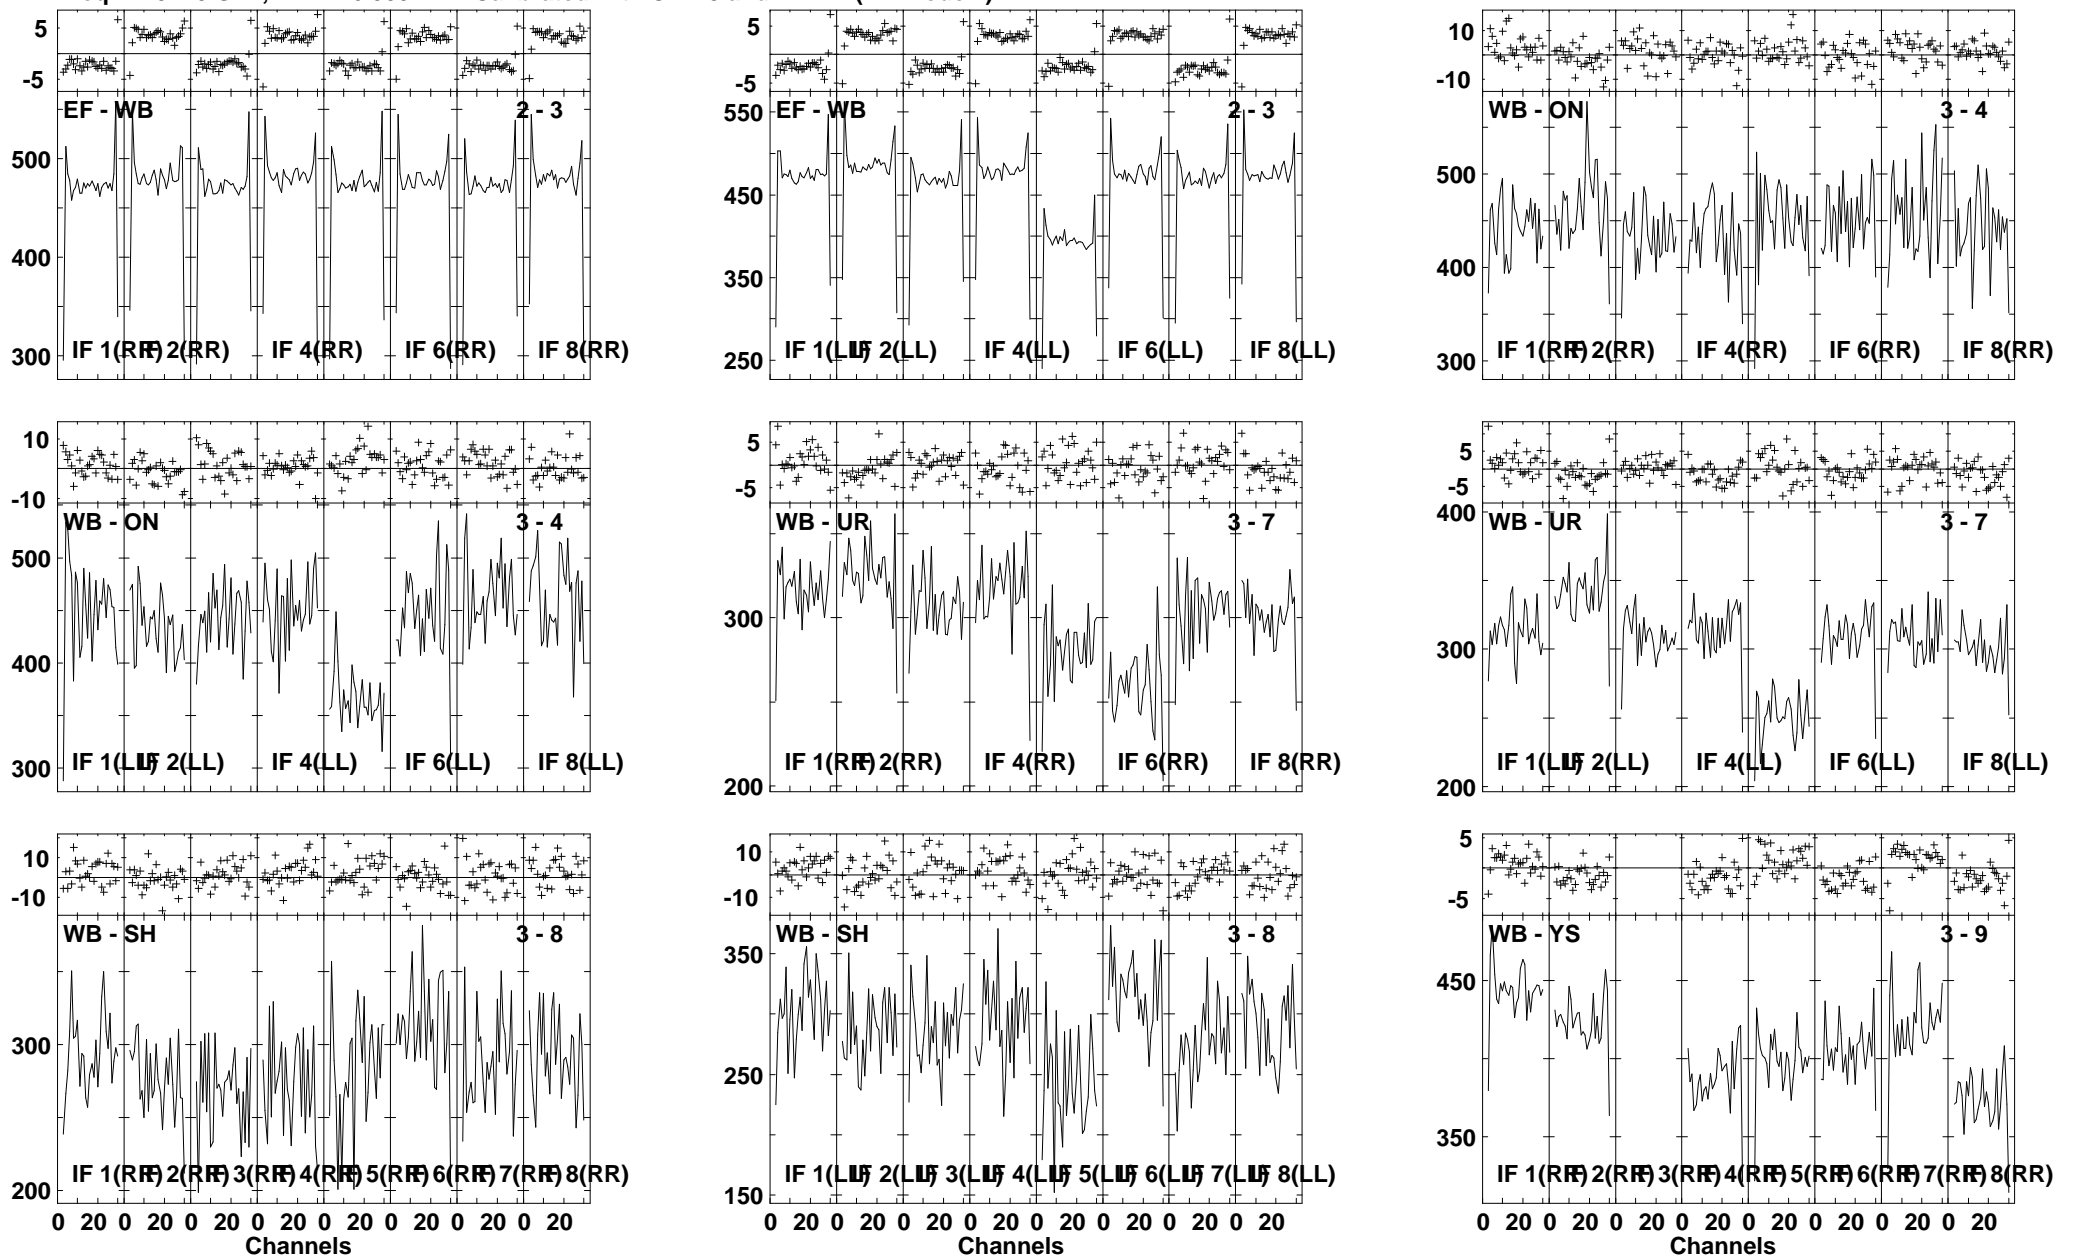 5
-5
EF - WB 2 - 3
500
400
300
IF 1(RR) IF 2(RR) IF 4(RR) IF 6(RR) IF 8(RR)
5
-5
EF - WB 2 - 3
550
450
350
250
IF 1(LL) IF 2(LL) IF 4(LL) IF 6(LL) IF 8(LL)
10
-10
WB - ON 3 - 4
500
400
300
IF 1(RR) IF 2(RR) IF 4(RR) IF 6(RR) IF 8(RR)
10
-10
WB - ON 3 - 4
500
400
300
IF 1(LL) IF 2(LL) IF 4(LL) IF 6(LL) IF 8(LL)
5
-5
WB - UR 3 - 7
300
200
IF 1(RR) IF 2(RR) IF 4(RR) IF 6(RR) IF 8(RR)
5
-5
WB - UR 3 - 7
400
300
200
IF 1(LL) IF 2(LL) IF 4(LL) IF 6(LL) IF 8(LL)
10
-10
WB - SH 3 - 8
300
200
IF 1(RR) IF 2(RR) IF 3(RR) IF 4(RR) IF 5(RR) IF 6(RR) IF 7(RR) IF 8(RR)
0 20 0 20 0 20 0 20 0 20 0 20 0 20 0 20
Channels
10
-10
WB - SH 3 - 8
350
250
150
IF 1(LL) IF 2(LL) IF 3(LL) IF 4(LL) IF 5(LL) IF 6(LL) IF 7(LL) IF 8(LL)
0 20 0 20 0 20 0 20 0 20 0 20 0 20 0 20
Channels
5
-5
WB - YS 3 - 9
450
350
IF 1(RR) IF 2(RR) IF 3(RR) IF 4(RR) IF 5(RR) IF 6(RR) IF 7(RR) IF 8(RR)
0 20 0 20 0 20 0 20 0 20 0 20 0 20 0 20
Channels